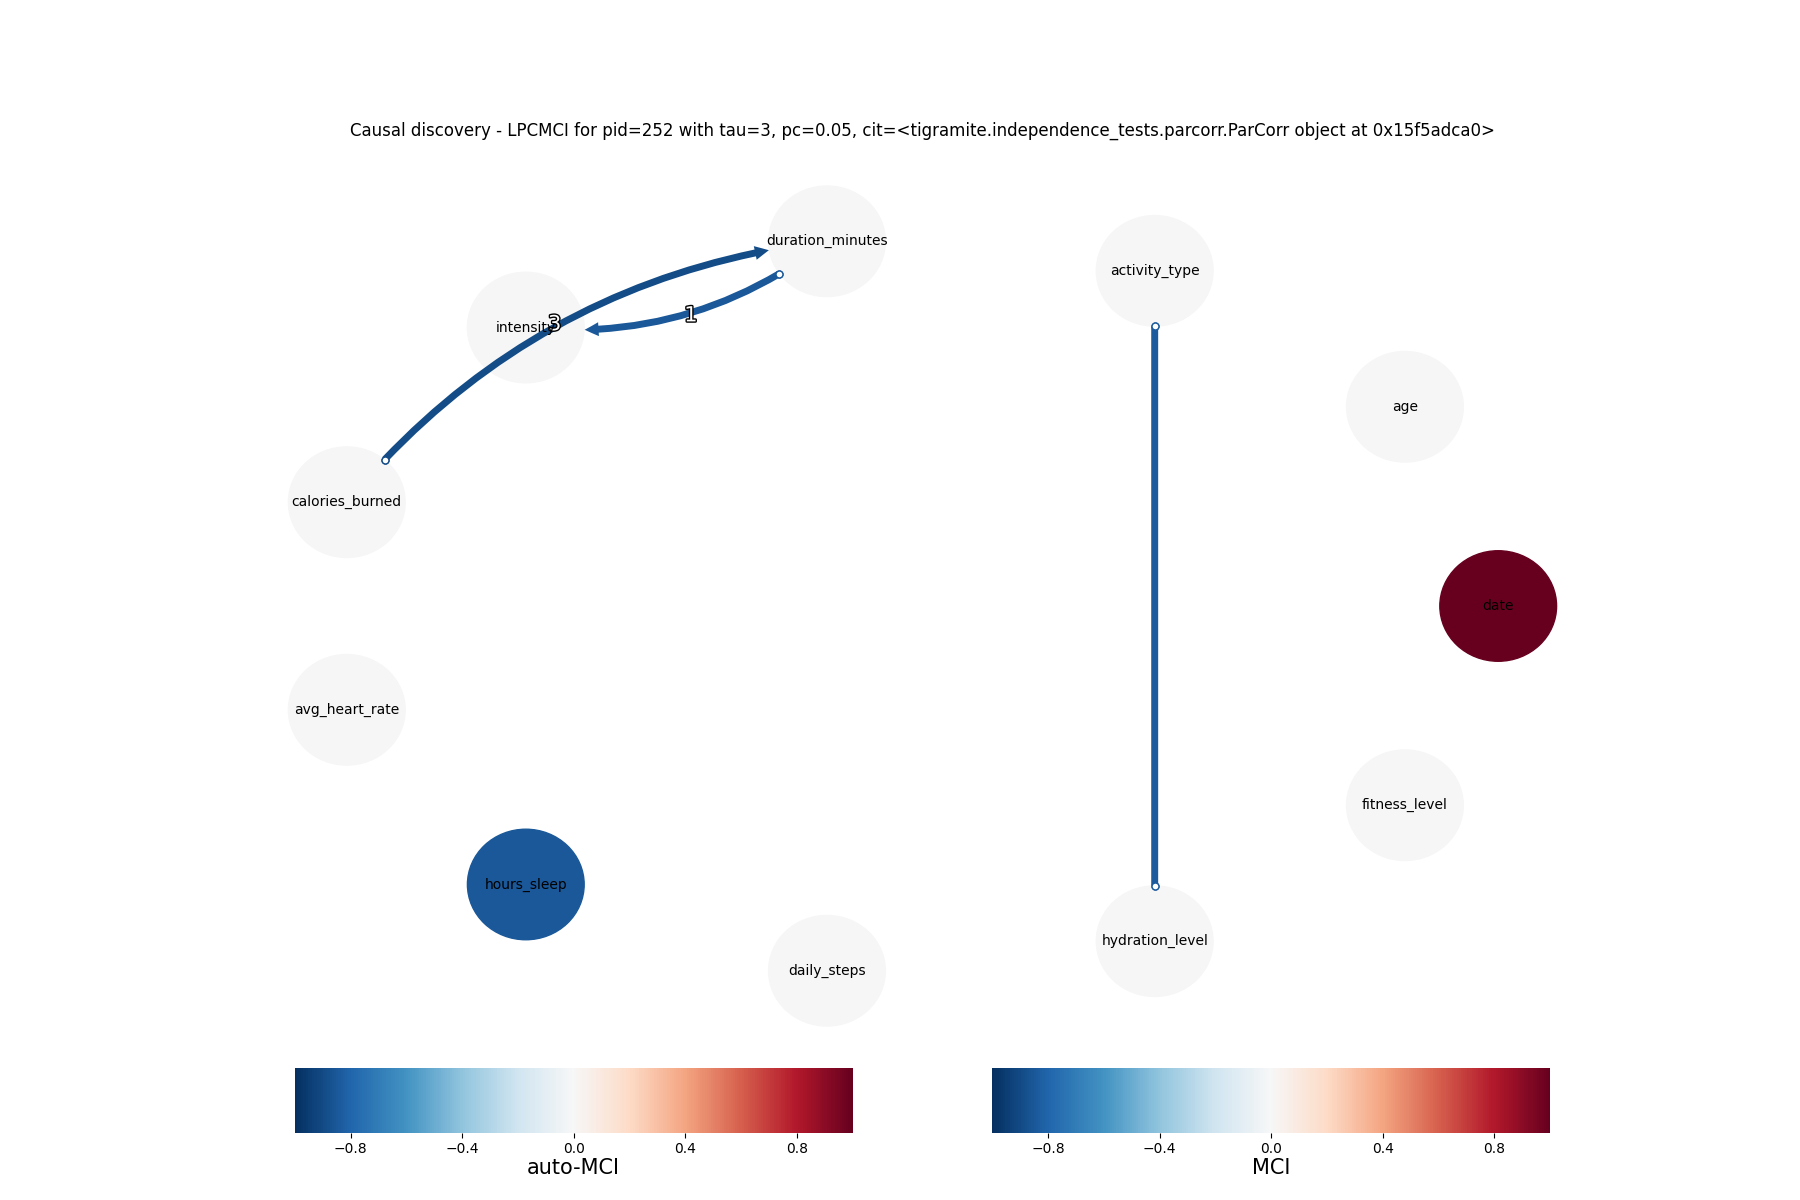 Causal discovery - LPCMCI for pid=252 with tau=3, pc=0.05, cit=<tigramite.independence_tests.parcorr.ParCorr object at 0x15f5adca0>
duration_minutes
activity_type
intensity
3
1
age
calories_burned
date
avg_heart_rate
fitness_level
hours_sleep
hydration_level
daily_steps
−0.8 −0.4 0.0 0.4 0.8
auto-MCI
−0.8 −0.4 0.0 0.4 0.8
MCI